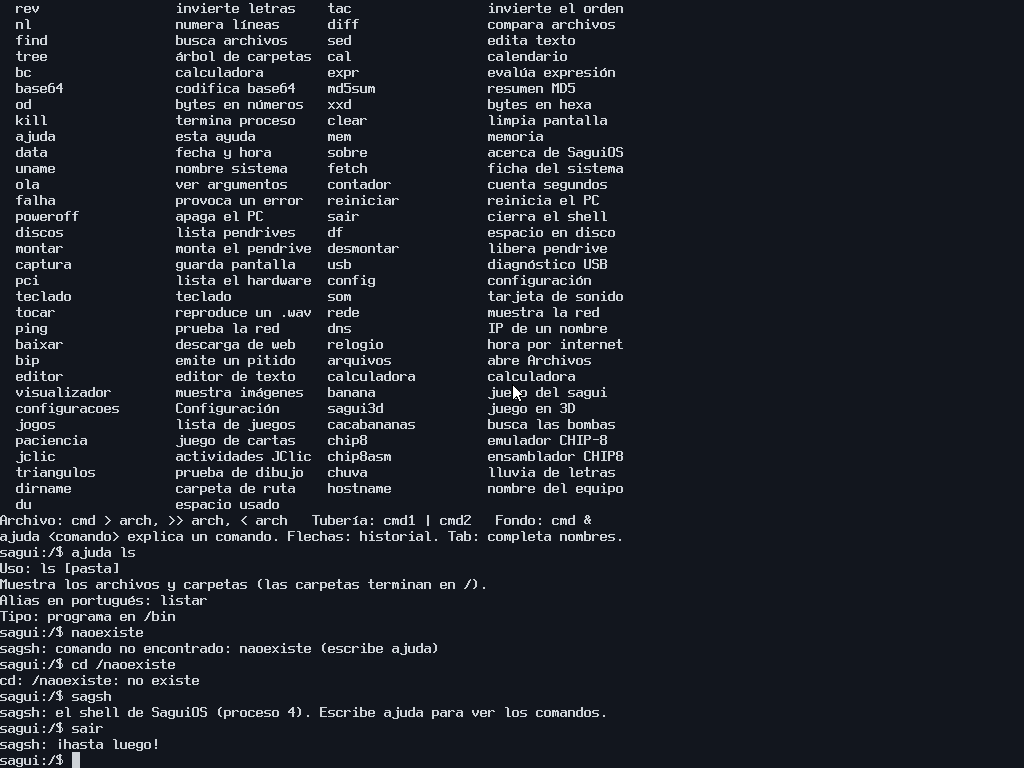 rev                 invierte letras    tac                 invierte el orden
nl                  numera líneas      diff                compara archivos
find                busca archivos     sed                 edita texto
tree                árbol de carpetas  cal                 calendario
bc                  calculadora        expr                evalúa expresión
base64              codifica base64    md5sum              resumen MD5
od                  bytes en números   xxd                 bytes en hexa
kill                termina proceso    clear               limpia pantalla
ajuda               esta ayuda         mem                 memoria
data                fecha y hora       sobre               acerca de SaguiOS
uname               nombre sistema     fetch               ficha del sistema
ola                 ver argumentos     contador            cuenta segundos
falha               provoca un error   reiniciar           reinicia el PC
poweroff            apaga el PC        sair                cierra el shell
discos              lista pendrives    df                  espacio en disco
montar              monta el pendrive  desmontar           libera pendrive
captura             guarda pantalla    usb                 diagnóstico USB
pci                 lista el hardware  config              configuración
teclado             teclado            som                 tarjeta de sonido
tocar               reproduce un .wav  rede                muestra la red
ping                prueba la red      dns                 IP de un nombre
baixar              descarga de web    relogio             hora por internet
bip                 emite un pitido    arquivos            abre Archivos
editor              editor de texto    calculadora         calculadora
visualizador        muestra imágenes   banana              juego del sagui
configuracoes       Configuración      sagui3d             juego en 3D
jogos               lista de juegos    cacabananas         busca las bombas
paciencia           juego de cartas    chip8               emulador CHIP-8
jclic               actividades JClic  chip8asm            ensamblador CHIP8
triangulos          prueba de dibujo   chuva               lluvia de letras
dirname             carpeta de ruta    hostname            nombre del equipo
du                  espacio usado
Archivo: cmd > arch, >> arch, < arch   Tubería: cmd1 | cmd2   Fondo: cmd &
ajuda <comando> explica un comando. Flechas: historial. Tab: completa nombres.
sagui:/$ ajuda ls
Uso: ls [pasta]
Muestra los archivos y carpetas (las carpetas terminan en /).
Alias en portugués: listar
Tipo: programa en /bin
sagui:/$ naoexiste
sagsh: comando no encontrado: naoexiste (escribe ajuda)
sagui:/$ cd /naoexiste
cd: /naoexiste: no existe
sagui:/$ sagsh
sagsh: el shell de SaguiOS (proceso 4). Escribe ajuda para ver los comandos.
sagui:/$ sair
sagsh: ¡hasta luego!
sagui:/$